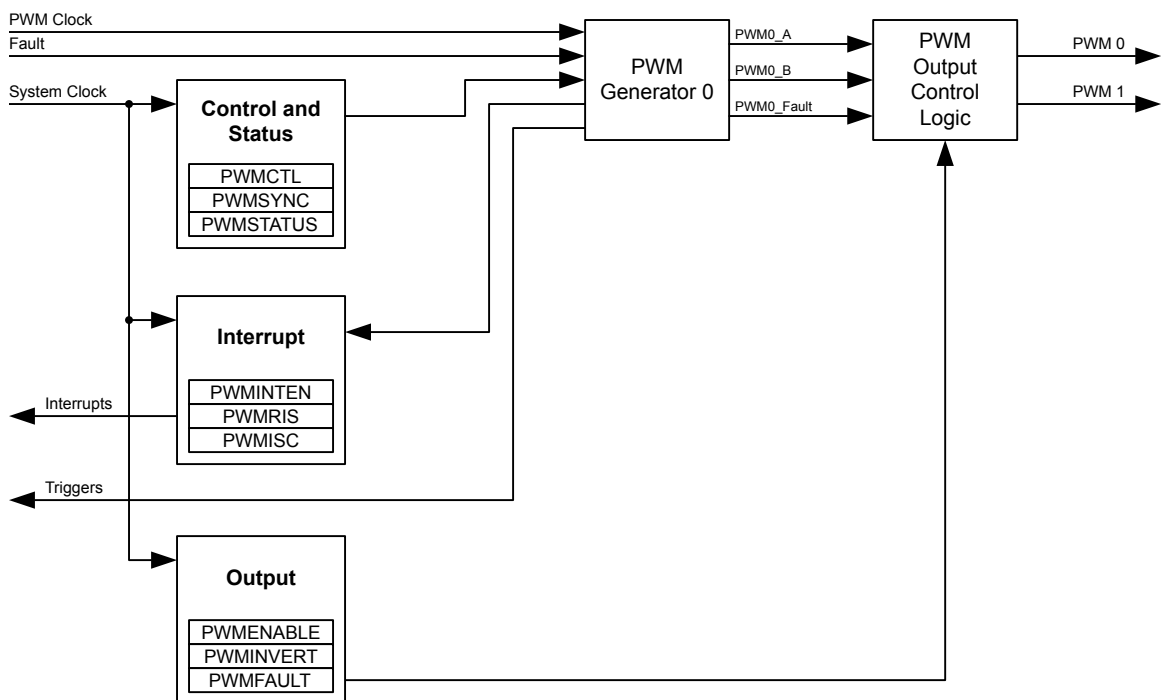 PWM Clock
Fault
System Clock
Control and
Status
PWMCTL
PWMSYNC
PWMSTATUS
Interrupt
PWMINTEN
PWMRIS
PWMISC
Interrupts
Triggers
Output
PWMENABLE
PWMINVERT
PWMFAULT
PWM
Generator 0
PWM0_A
PWM0_B
PWM0_Fault
PWM
Output
Control
Logic
PWM 0
PWM 1